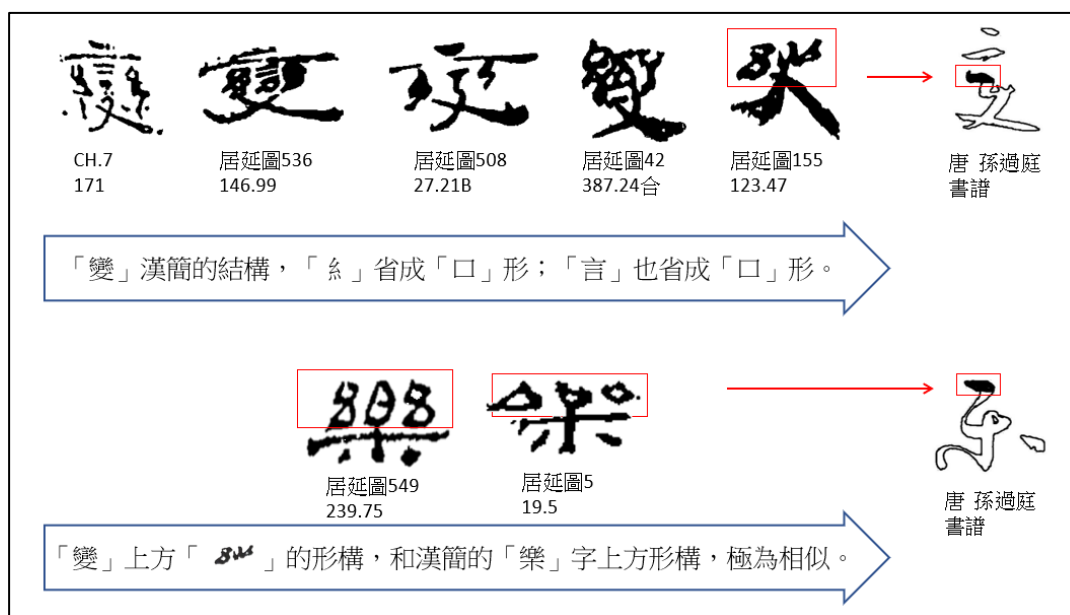 CH.7
171
居延圖536
146.99
居延圖508
27.21B
居延圖42
387.24合
居延圖155
123.47
唐 孫過庭
書譜
「變」漢簡的結構，「糹」省成「口」形；「言」也省成「口」形。
居延圖549
239.75
居延圖5
19.5
唐 孫過庭
書譜
「變」上方「 」的形構，和漢簡的「樂」字上方形構，極為相似。